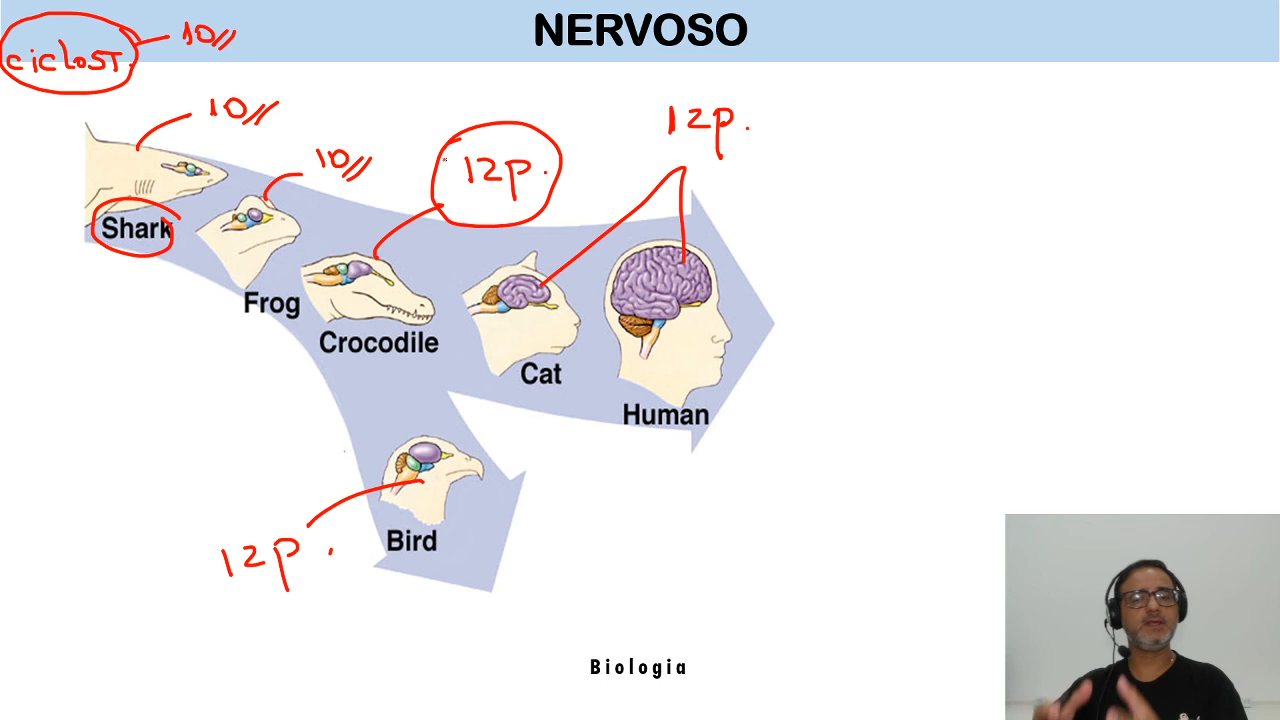 NERVOSO
ciclost. 10//
10//
10//
12p.
12p.
Shark
Frog
Crocodile
Cat
Human
12p.
Bird
Biologia